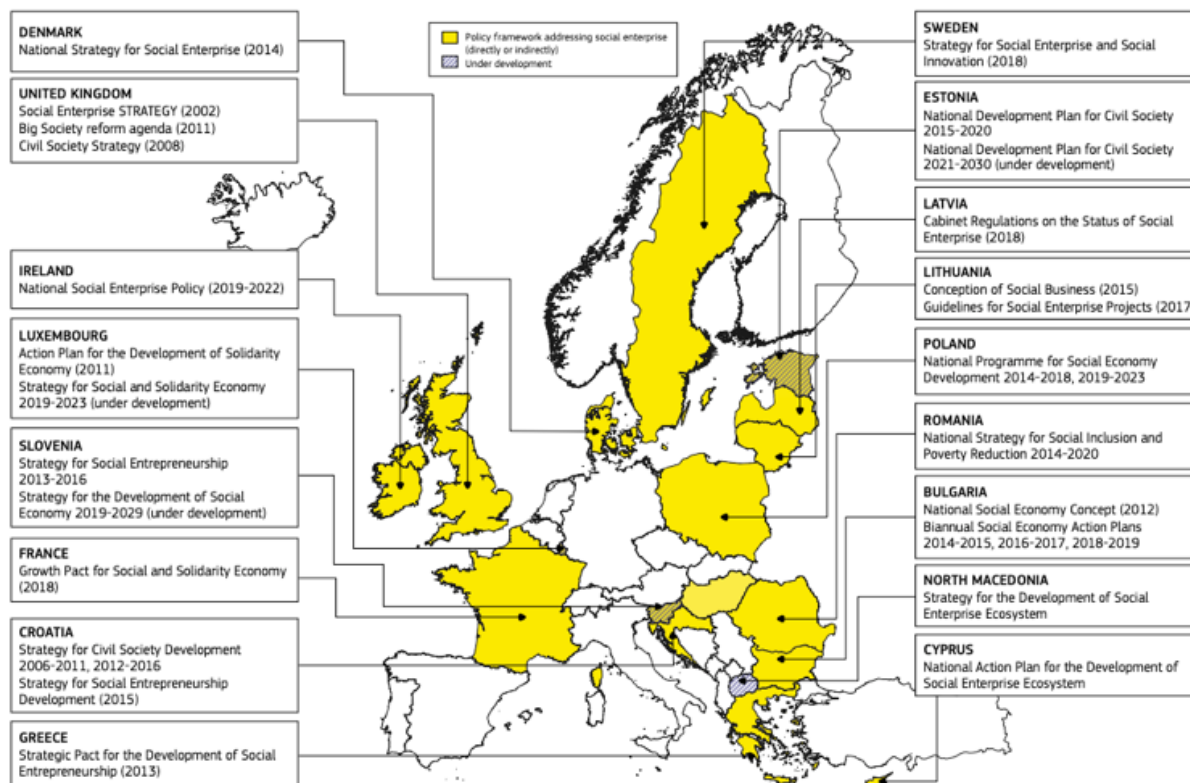 DENMARK
National Strategy for Social Enterprise (2014)
UNITED KINGDOM
Social Enterprise STRATEGY (2002)
Big Society reform agenda (2011)
Civil Society Strategy (2008)
IRELAND
National Social Enterprise Policy (2019-2022)
LUXEMBOURG
Action Plan for the Development of Solidarity
Economy (2011)
Strategy for Social and Solidarity Economy
2019-2023 (under development)
SLOVENIA
Strategy for Social Entrepreneurship
2013-2016
Strategy for the Development of Social
Economy 2019-2029 (under development)
FRANCE
Growth Pact for Social and Solidarity Economy
(2018)
CROATIA
Strategy for Civil Society Development
2006-2011, 2012-2016
Strategy for Social Entrepreneurship
Development (2015)
GREECE
Strategic Pact for the Development of Social
Entrepreneurship (2013)
Policy framework addressing social enterprise
(directly or indirectly)
Under development
SWEDEN
Strategy for Social Enterprise and Social
Innovation (2018)
ESTONIA
National Development Plan for Civil Society
2015-2020
National Development Plan for Civil Society
2021-2030 (under development)
LATVIA
Cabinet Regulations on the Status of Social
Enterprise (2018)
LITHUANIA
Conception of Social Business (2015)
Guidelines for Social Enterprise Projects (2017
POLAND
National Programme for Social Economy
Development 2014-2018, 2019-2023
ROMANIA
National Strategy for Social Inclusion and
Poverty Reduction 2014-2020
BULGARIA
National Social Economy Concept (2012)
Biannual Social Economy Action Plans
2014-2015, 2016-2017, 2018-2019
NORTH MACEDONIA
Strategy for the Development of Social
Enterprise Ecosystem
CYPRUS
National Action Plan for the Development of
Social Enterprise Ecosystem